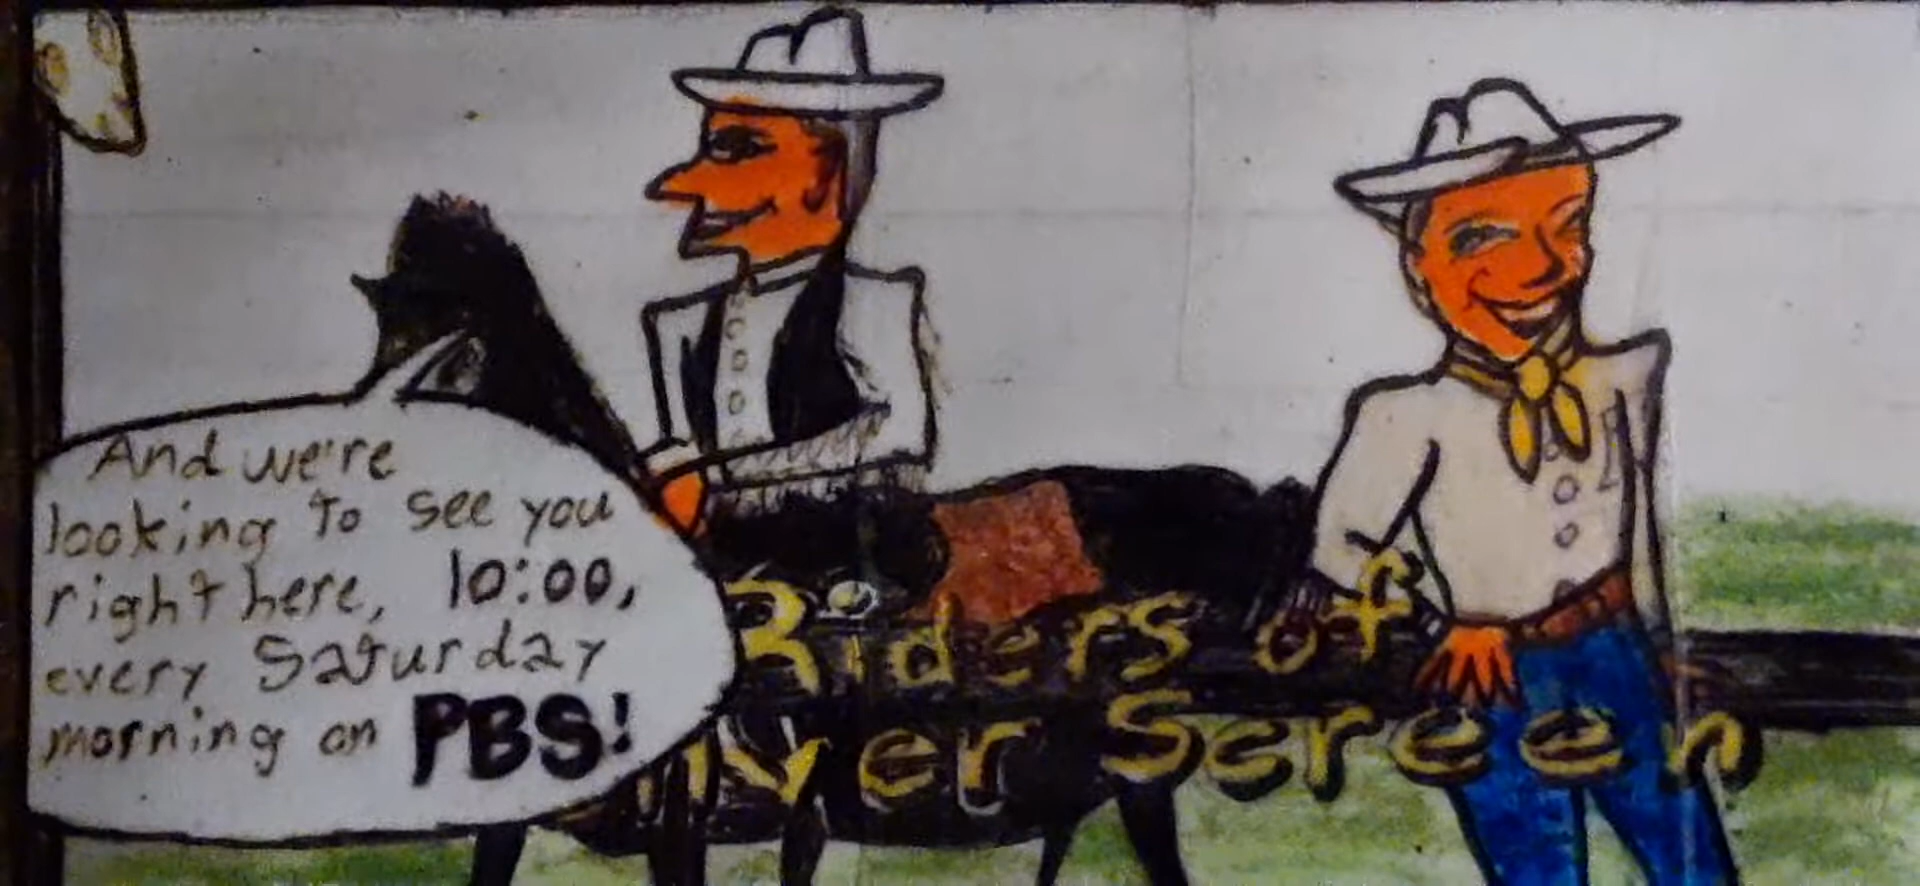 And we're
looking to see you
right here, 10:00,
every Saturday
morning on PBS!
Riders of
lver Screen